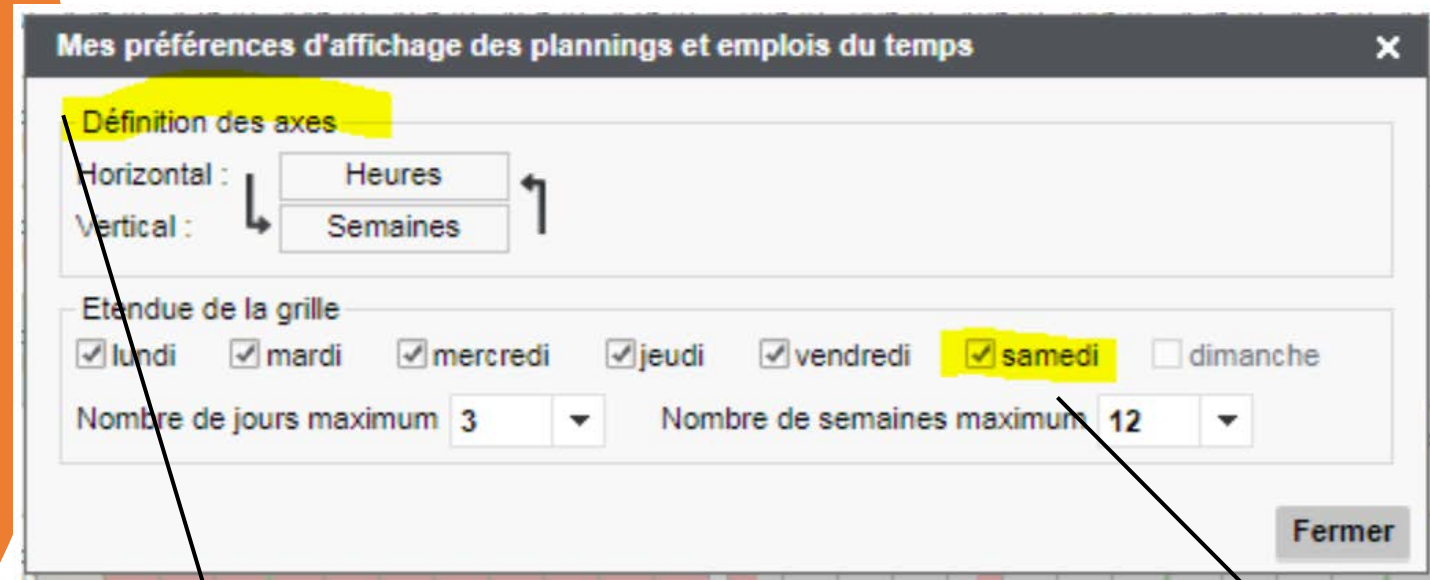 Mes préférences d'affichage des plannings et emplois du temps
Définition des axes
Horizontal : Heures
Vertical : Semaines
Etendue de la grille
lundi mardi mercredi jeudi vendredi samedi dimanche
Nombre de jours maximum 3 Nombre de semaines maximum 12
Fermer